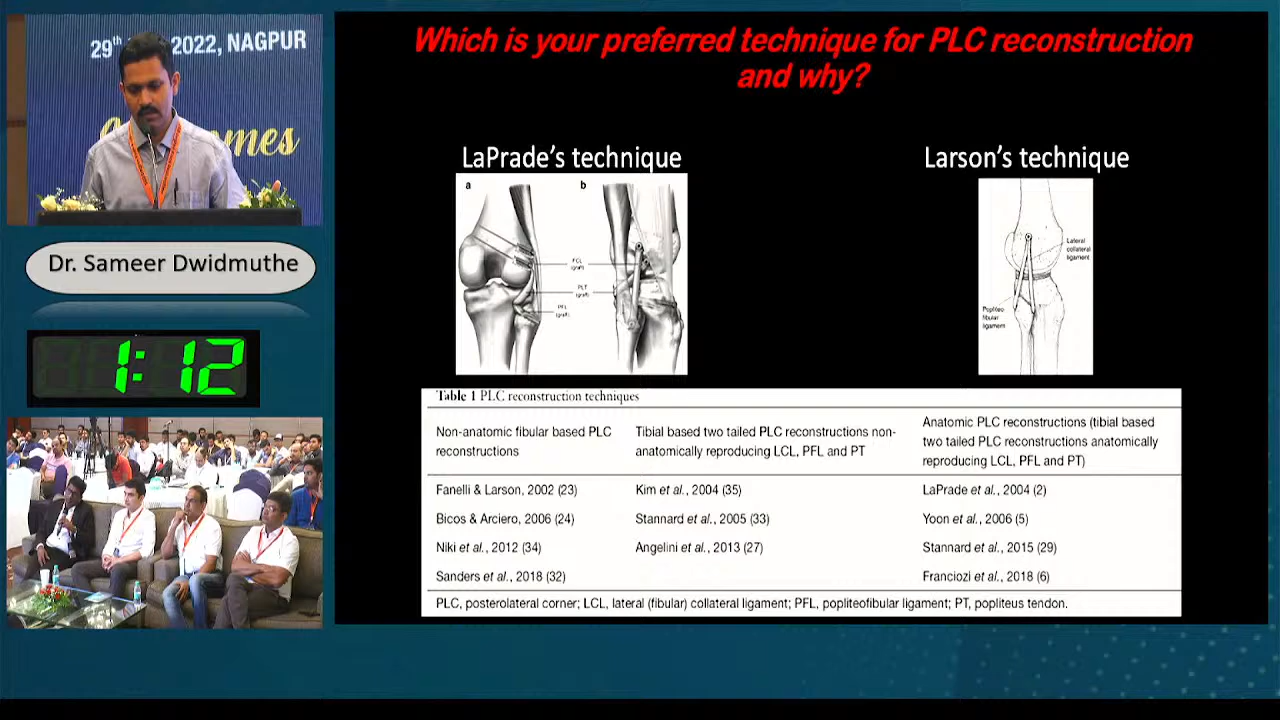 29th 2022, NAGPUR
Dr. Sameer Dwidmuthe
1:12
Which is your preferred technique for PLC reconstruction
and why?
LaPrade's technique
a
b
FCL
(graft)
PLT
(graft)
PFL
(graft)
Larson's technique
Lateral
collateral
ligament
Popliteo
fibular
ligament
Table 1 PLC reconstruction techniques
Non-anatomic fibular based PLC
reconstructions
Tibial based two tailed PLC reconstructions non-
anatomically reproducing LCL, PFL and PT
Anatomic PLC reconstructions (tibial based
two tailed PLC reconstructions anatomically
reproducing LCL, PFL and PT)
Fanelli & Larson, 2002 (23)
Kim et al., 2004 (35)
LaPrade et al., 2004 (2)
Bicos & Arciero, 2006 (24)
Stannard et al., 2005 (33)
Yoon et al., 2006 (5)
Niki et al., 2012 (34)
Angelini et al., 2013 (27)
Stannard et al., 2015 (29)
Sanders et al., 2018 (32)
Franciozi et al., 2018 (6)
PLC, posterolateral corner; LCL, lateral (fibular) collateral ligament; PFL, popliteofibular ligament; PT, popliteus tendon.